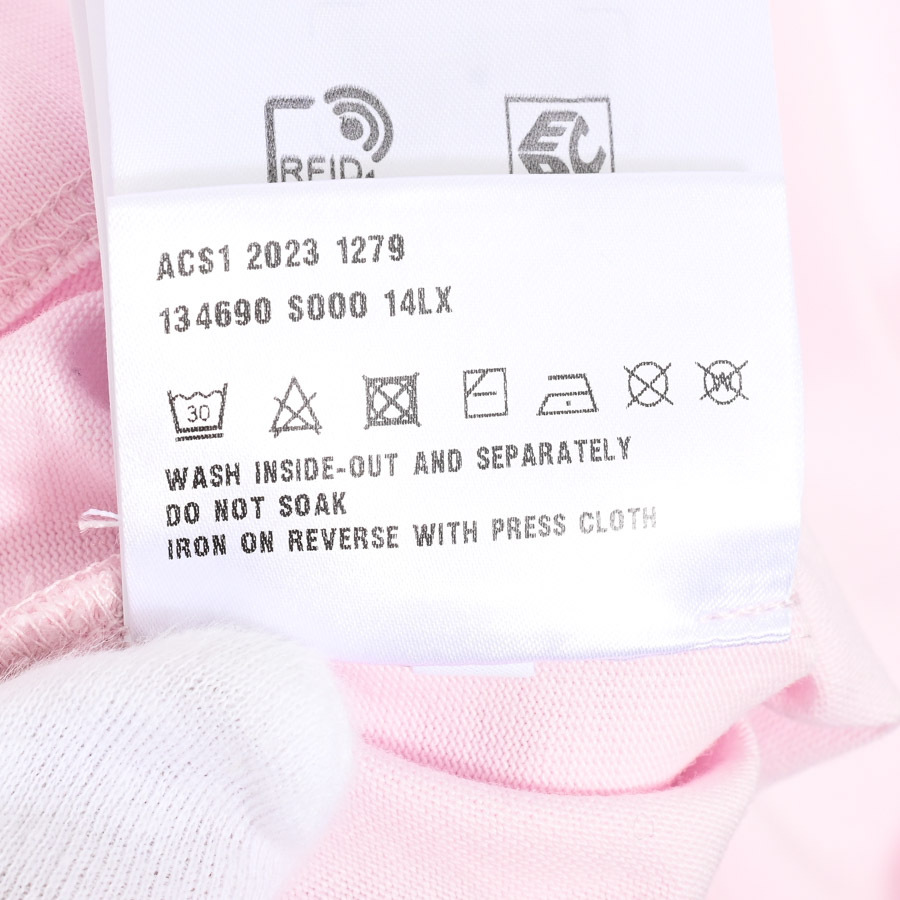 RFID
ACS1 2023 1279
134690 S000 14LX
30
W
WASH INSIDE-OUT AND SEPARATELY
DO NOT SOAK
IRON ON REVERSE WITH PRESS CLOTH